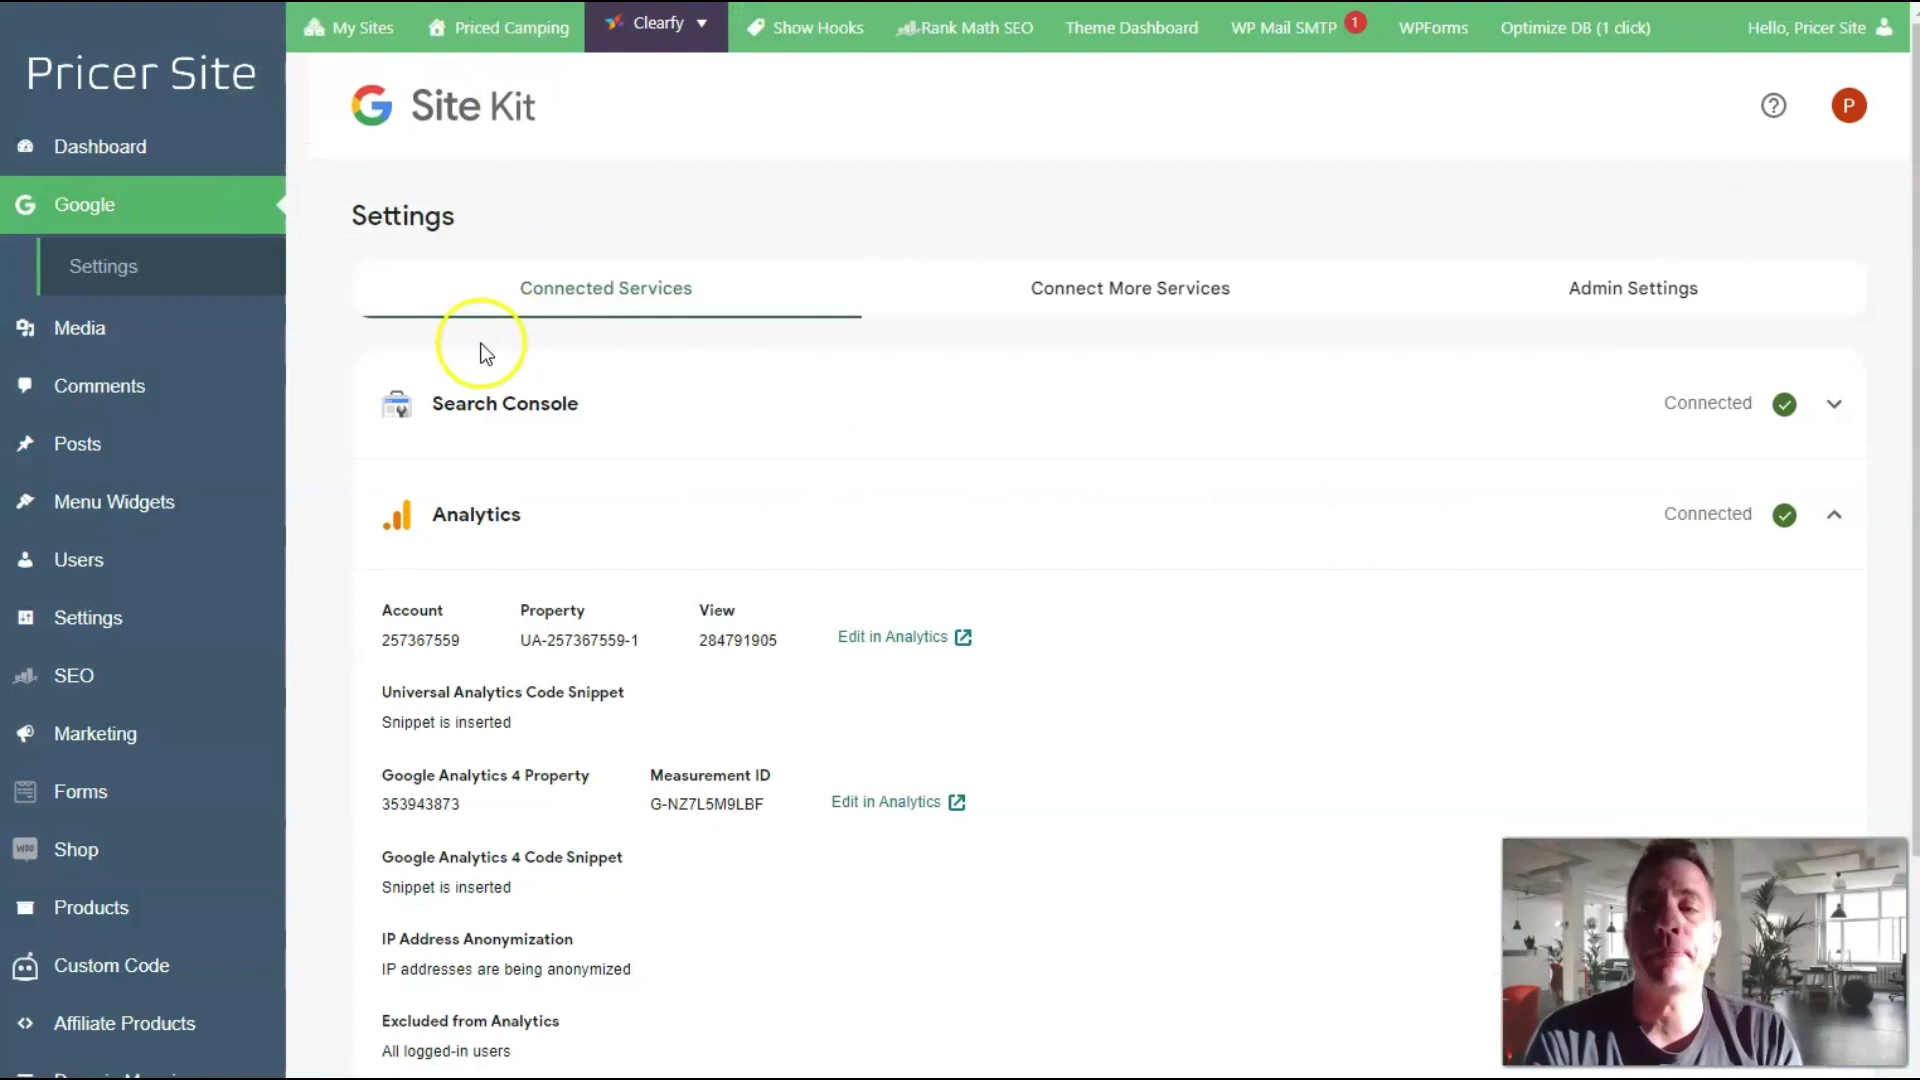 My Sites
Priced Camping
Clearfy
Show Hooks
Rank Math SEO
Theme Dashboard
WP Mail SMTP 1
WPForms
Optimize DB (1 click)
Hello, Pricer Site
Pricer Site
Dashboard
Google
Settings
Media
Comments
Posts
Menu Widgets
Users
Settings
SEO
Marketing
Forms
Shop
Products
Custom Code
Affiliate Products
G Site Kit
P
Settings
Connected Services
Connect More Services
Admin Settings
Search Console
Connected
Analytics
Connected
Account Property View
257367559 UA-257367559-1 284791905 Edit in Analytics
Universal Analytics Code Snippet
Snippet is inserted
Google Analytics 4 Property Measurement ID
353943873 G-NZ7L5M9LBF Edit in Analytics
Google Analytics 4 Code Snippet
Snippet is inserted
IP Address Anonymization
IP addresses are being anonymized
Excluded from Analytics
All logged-in users